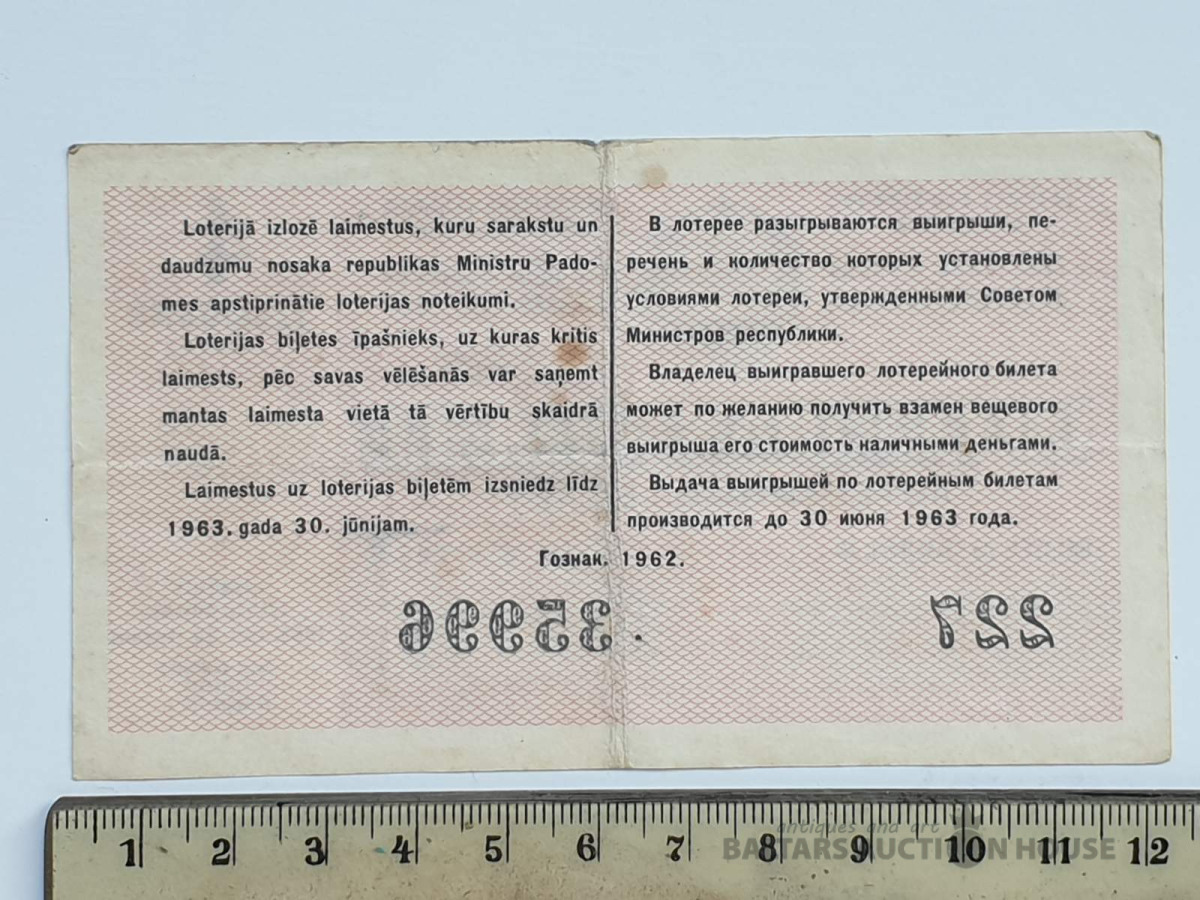 Loterijā izlozē laimestus, kuru sarakstu un
daudzumu nosaka republikas Ministru Pado-
mes apstiprinātie loterijas noteikumi.
Loterijas biļetes īpašnieks, uz kuras kritis
laimests, pēc savas vēlēšanās var saņemt
mantas laimesta vietā tā vērtību skaidrā
naudā.
Laimestus uz loterijas biļetēm izsniedz līdz
1963. gada 30. jūnijam.
В лотерее разыгрываются выигрыши, пе-
речень и количество которых установлены
условиями лотереи, утвержденными Советом
Министров республики.
Владелец выигравшего лотерейного билета
может по желанию получить взамен вещевого
выигрыша его стоимость наличными деньгами.
Выдача выигрышей по лотерейным билетам
производится до 30 июня 1963 года.
Гознак. 1962.
35996
227
1 2 3 4 5 6 7 8 9 10 11 12
antiques and art
BALTARS AUCTION HOUSE